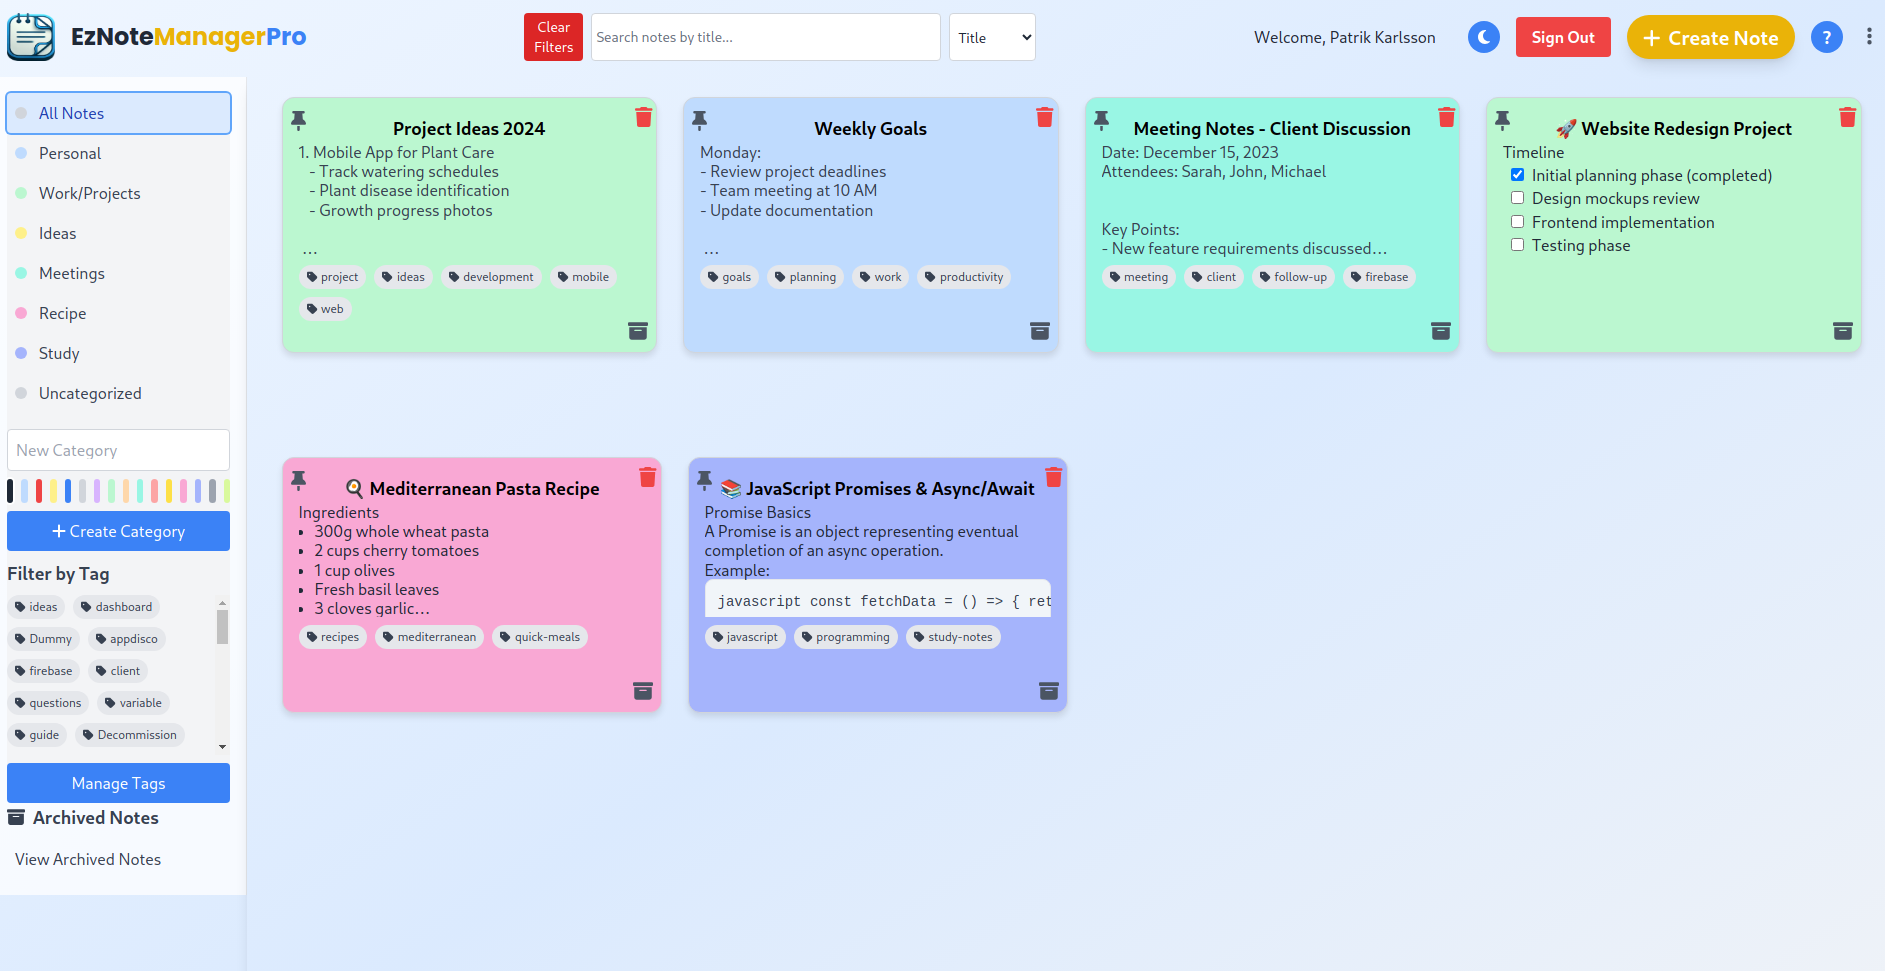 EzNoteManagerPro
Clear Filters
Search notes by title...
Title
Welcome, Patrik Karlsson
Sign Out
Create Note
?
All Notes
Personal
Work/Projects
Ideas
Meetings
Recipe
Study
Uncategorized
New Category
Create Category
Filter by Tag
ideas
dashboard
Dummy
appdisco
firebase
client
questions
variable
guide
Decommission
Manage Tags
Archived Notes
View Archived Notes
Project Ideas 2024
1. Mobile App for Plant Care
- Track watering schedules
- Plant disease identification
- Growth progress photos
...
project
ideas
development
mobile
web
Weekly Goals
Monday:
- Review project deadlines
- Team meeting at 10 AM
- Update documentation
...
goals
planning
work
productivity
Meeting Notes - Client Discussion
Date: December 15, 2023
Attendees: Sarah, John, Michael
Key Points:
- New feature requirements discussed...
meeting
client
follow-up
firebase
🚀 Website Redesign Project
Timeline
Initial planning phase (completed)
Design mockups review
Frontend implementation
Testing phase
🍳 Mediterranean Pasta Recipe
Ingredients
• 300g whole wheat pasta
• 2 cups cherry tomatoes
• 1 cup olives
• Fresh basil leaves
• 3 cloves garlic...
recipes
mediterranean
quick-meals
📚 JavaScript Promises & Async/Await
Promise Basics
A Promise is an object representing eventual
completion of an async operation.
Example:
javascript const fetchData = () => { ret
javascript
programming
study-notes